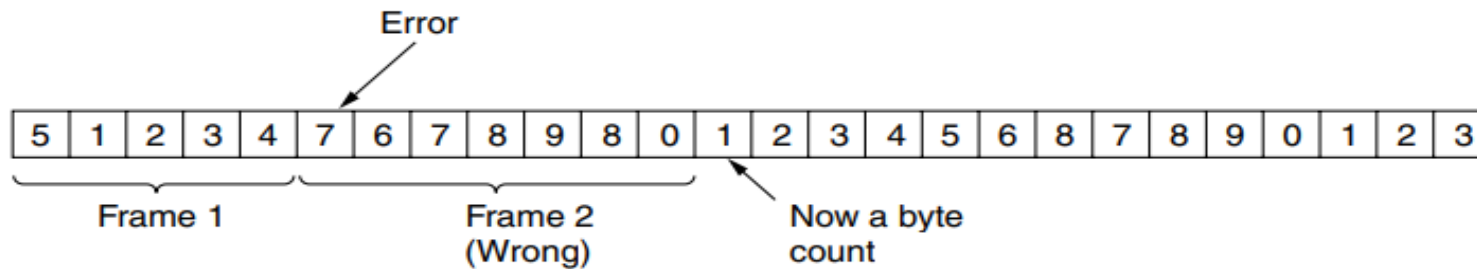 Error
5 1 2 3 4 7 6 7 8 9 8 0 1 2 3 4 5 6 8 7 8 9 0 1 2 3
Frame 1
Frame 2
(Wrong)
Now a byte
count